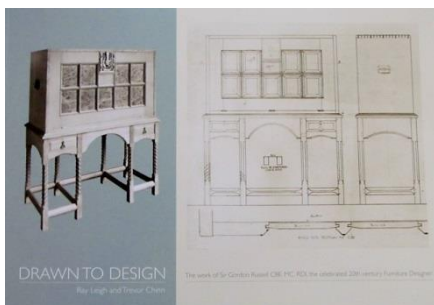 DRAWN TO DESIGN
Ray Leigh and Trevor Chinn
The work of Sir Gordon Russell CBE, MC, RDI, the celebrated 20th century Furniture Designer